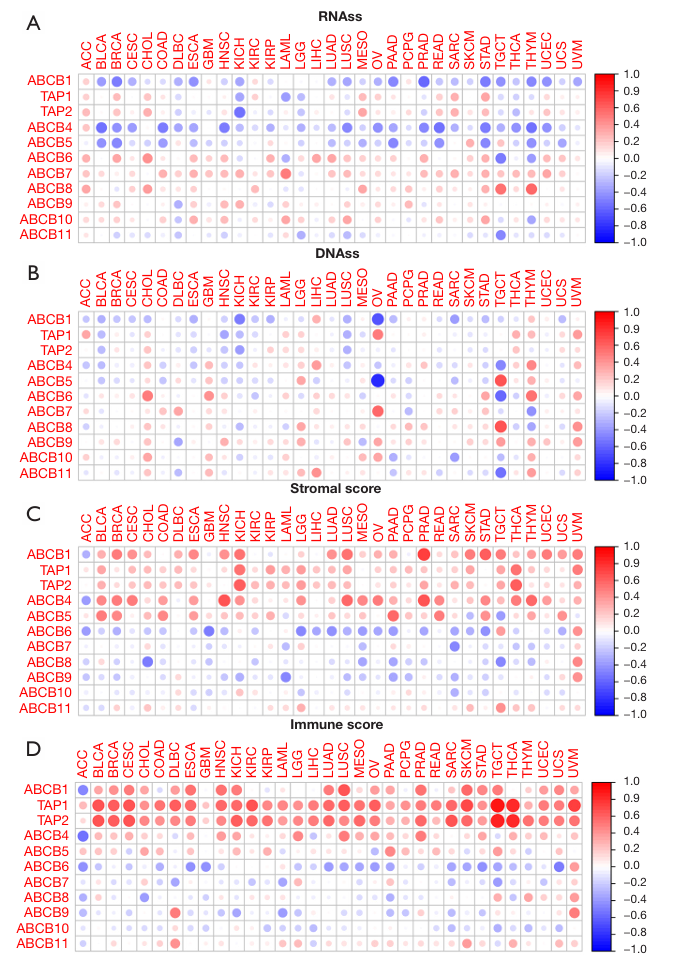 A
RNAss
ACC BLCA BRCA CESC CHOL COAD DLBC ESCA GBM HNSC KICH KIRC KIRP LAML LGG LIHC LUAD LUSC MESO OV PAAD PCPG PRAD READ SARC SKCM STAD TGCT THCA THYM UCEC UCS UVM
ABCB1
TAP1
TAP2
ABCB4
ABCB5
ABCB6
ABCB7
ABCB8
ABCB9
ABCB10
ABCB11
1.0
0.8
0.6
0.4
0.2
0.0
−0.2
−0.4
−0.6
−0.8
−1.0
B
DNAss
ACC BLCA BRCA CESC CHOL COAD DLBC ESCA GBM HNSC KICH KIRC KIRP LAML LGG LIHC LUAD LUSC MESO OV PAAD PCPG PRAD READ SARC SKCM STAD TGCT THCA THYM UCEC UCS UVM
ABCB1
TAP1
TAP2
ABCB4
ABCB5
ABCB6
ABCB7
ABCB8
ABCB9
ABCB10
ABCB11
1.0
0.8
0.6
0.4
0.2
0.0
−0.2
−0.4
−0.6
−0.8
−1.0
C
Stromal score
ACC BLCA BRCA CESC CHOL COAD DLBC ESCA GBM HNSC KICH KIRC KIRP LAML LGG LIHC LUAD LUSC MESO OV PAAD PCPG PRAD READ SARC SKCM STAD TGCT THCA THYM UCEC UCS UVM
ABCB1
TAP1
TAP2
ABCB4
ABCB5
ABCB6
ABCB7
ABCB8
ABCB9
ABCB10
ABCB11
1.0
0.8
0.6
0.4
0.2
0.0
−0.2
−0.4
−0.6
−0.8
−1.0
D
Immune score
ACC BLCA BRCA CESC CHOL COAD DLBC ESCA GBM HNSC KICH KIRC KIRP LAML LGG LIHC LUAD LUSC MESO OV PAAD PCPG PRAD READ SARC SKCM STAD TGCT THCA THYM UCEC UCS UVM
ABCB1
TAP1
TAP2
ABCB4
ABCB5
ABCB6
ABCB7
ABCB8
ABCB9
ABCB10
ABCB11
1.0
0.8
0.6
0.4
0.2
0.0
−0.2
−0.4
−0.6
−0.8
−1.0